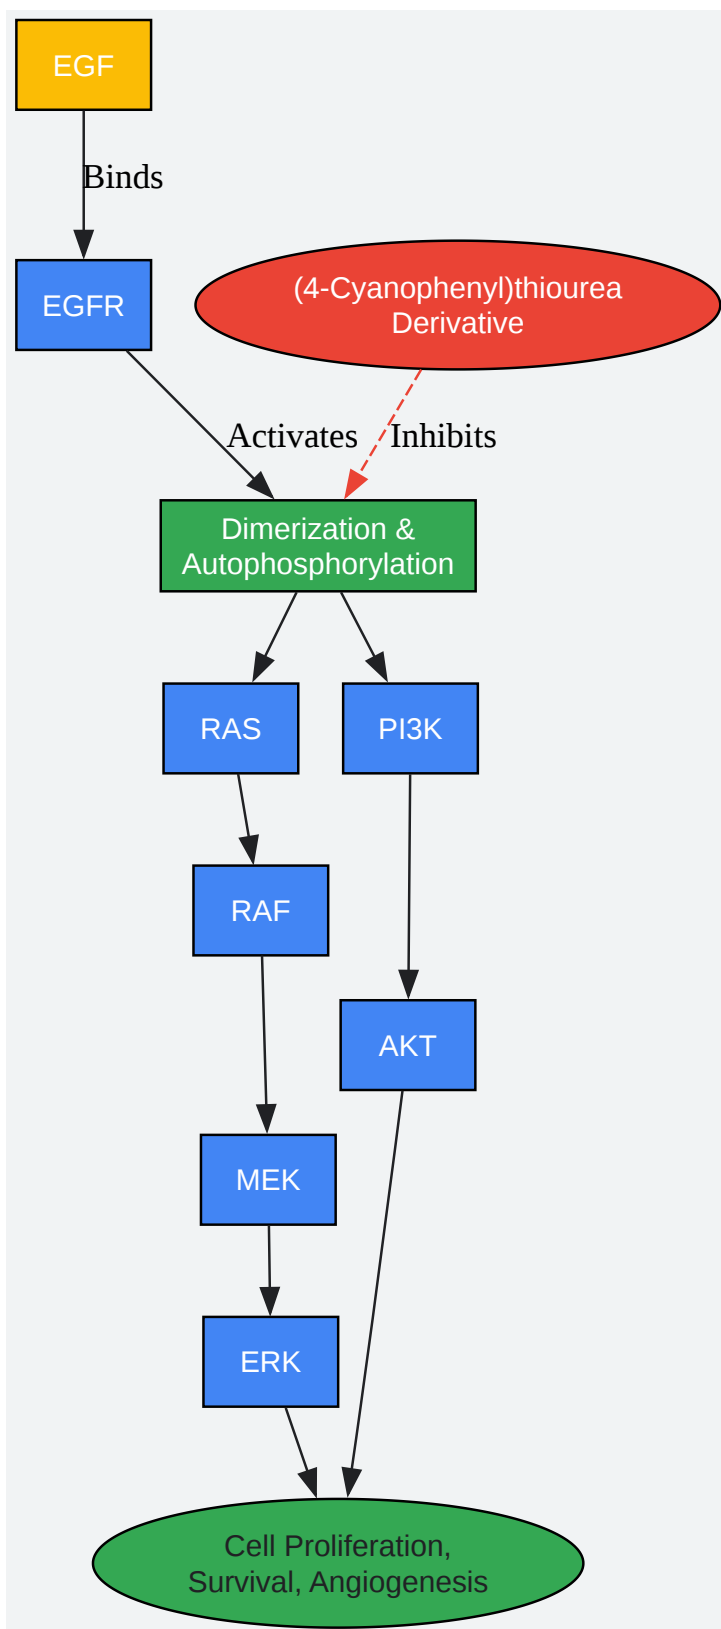 EGF
Binds
EGFR
(4-Cyanophenyl)thiourea
Derivative
Activates
Inhibits
Dimerization &
Autophosphorylation
RAS
PI3K
RAF
AKT
MEK
ERK
Cell Proliferation,
Survival, Angiogenesis